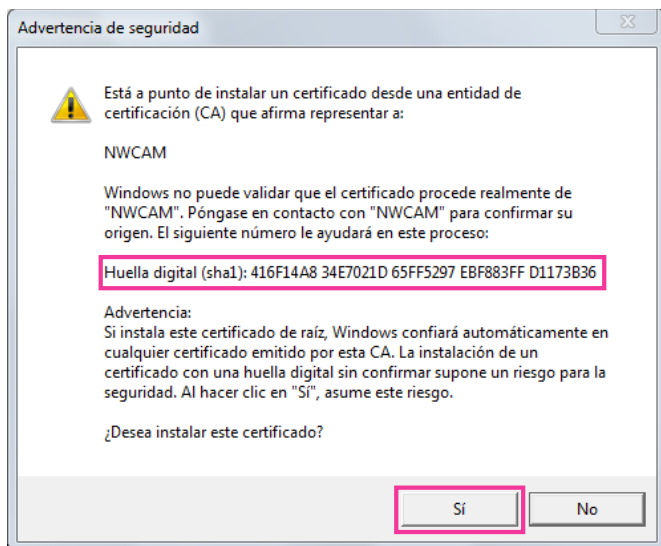 Advertencia de seguridad
Está a punto de instalar un certificado desde una entidad de
certificación (CA) que afirma representar a:
NWCAM
Windows no puede validar que el certificado procede realmente de
"NWCAM". Póngase en contacto con "NWCAM" para confirmar su
origen. El siguiente número le ayudará en este proceso:
Huella digital (sha1): 416F14A8 34E7021D 65FF5297 EBF883FF D1173B36
Advertencia:
Si instala este certificado de raíz, Windows confiará automáticamente en
cualquier certificado emitido por esta CA. La instalación de un
certificado con una huella digital sin confirmar supone un riesgo para la
seguridad. Al hacer clic en "Sí", asume este riesgo.
¿Desea instalar este certificado?
Sí No